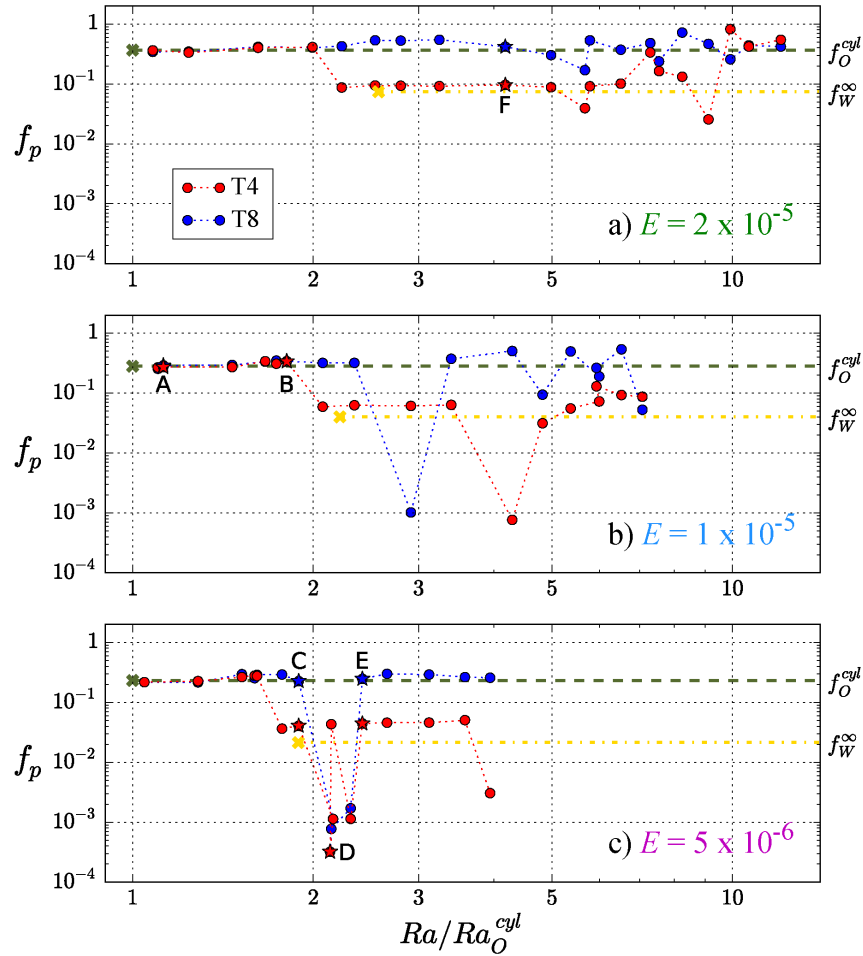 1
10⁻¹
10⁻²
10⁻³
10⁻⁴
f_p
f_O^{cyl}
f_W^∞
F
T4
T8
a) E = 2 x 10⁻⁵
1 2 3 5 10
1
10⁻¹
10⁻²
10⁻³
10⁻⁴
f_p
f_O^{cyl}
f_W^∞
A
B
b) E = 1 x 10⁻⁵
1 2 3 5 10
1
10⁻¹
10⁻²
10⁻³
10⁻⁴
f_p
f_O^{cyl}
f_W^∞
C
E
D
c) E = 5 x 10⁻⁶
1 2 3 5 10
Ra/Ra_O^{cyl}